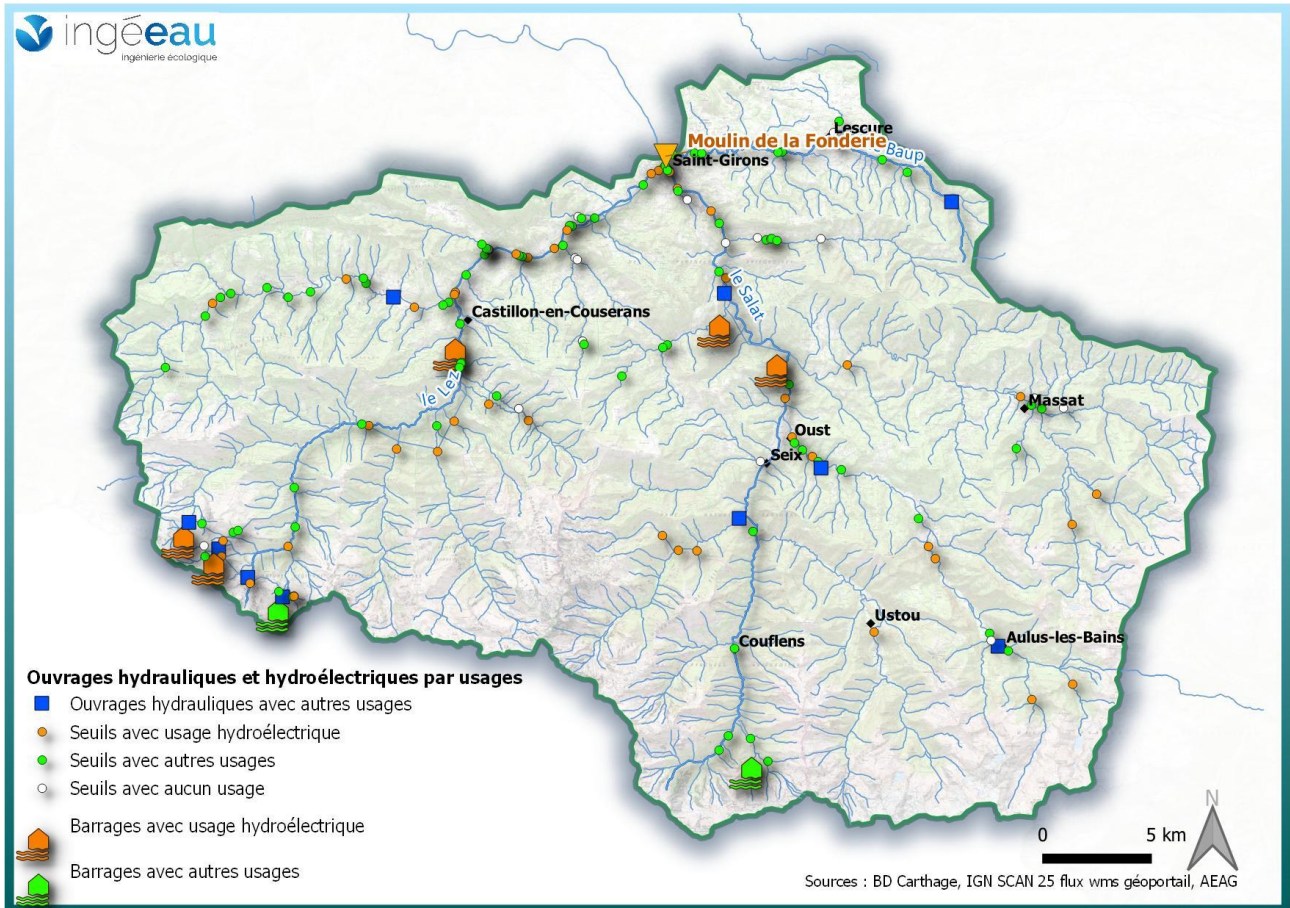 ingéeau
ingénierie écologique
Lescure
Moulin de la Fonderie
Baup
Saint-Girons
le Salat
Castillon-en-Couserans
le Lez
Massat
Oust
Seix
Ustou
Couflens
Aulus-les-Bains
Ouvrages hydrauliques et hydroélectriques par usages
Ouvrages hydrauliques avec autres usages
Seuils avec usage hydroélectrique
Seuils avec autres usages
Seuils avec aucun usage
Barrages avec usage hydroélectrique
Barrages avec autres usages
N
0 5 km
Sources : BD Carthage, IGN SCAN 25 flux wms géoportail, AEAG